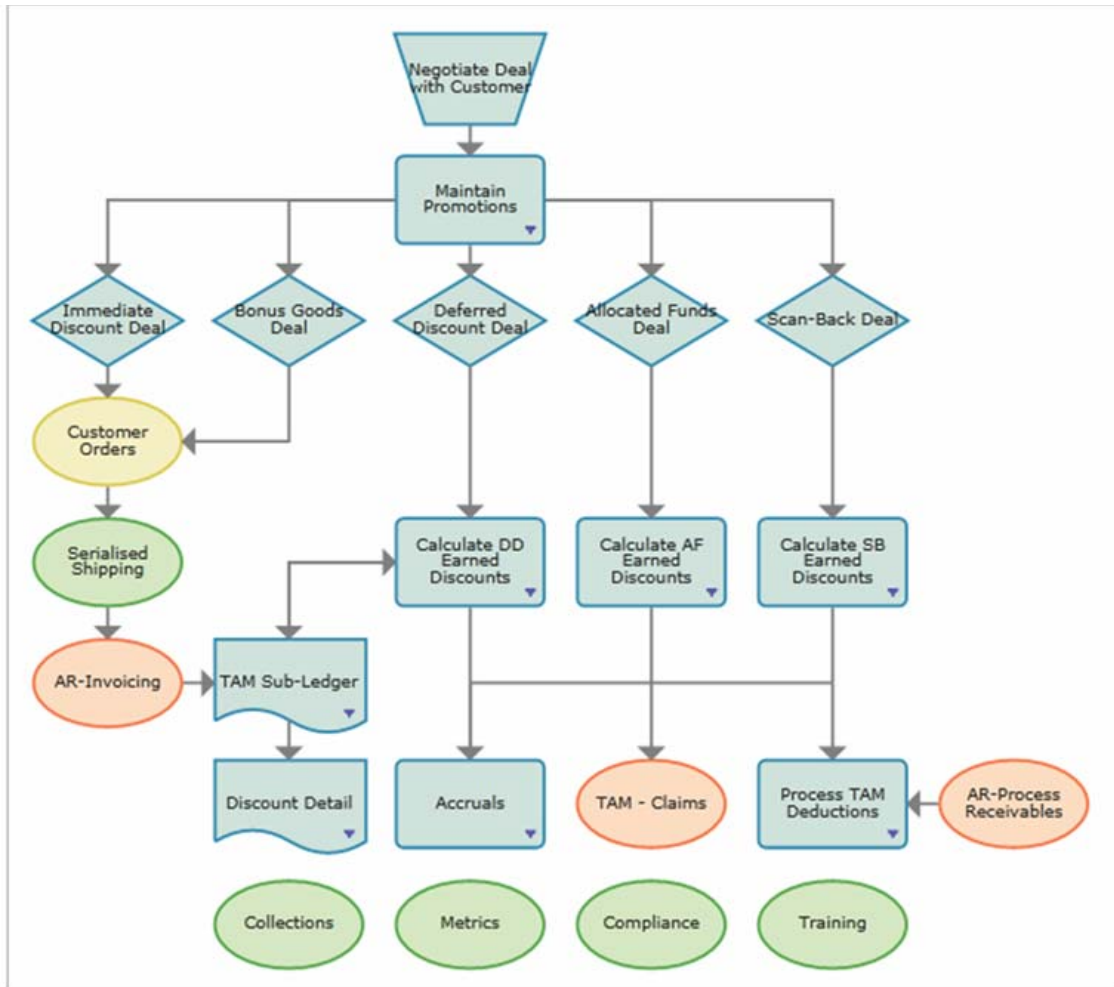 Negotiate Deal
with Customer
Maintain
Promotions
Immediate
Discount Deal
Bonus Goods
Deal
Deferred
Discount Deal
Allocated Funds
Deal
Scan-Back Deal
Customer
Orders
Serialised
Shipping
Calculate DD
Earned
Discounts
Calculate AF
Earned
Discounts
Calculate SB
Earned
Discounts
AR-Invoicing
TAM Sub-Ledger
Discount Detail
Accruals
TAM - Claims
Process TAM
Deductions
AR-Process
Receivables
Collections
Metrics
Compliance
Training